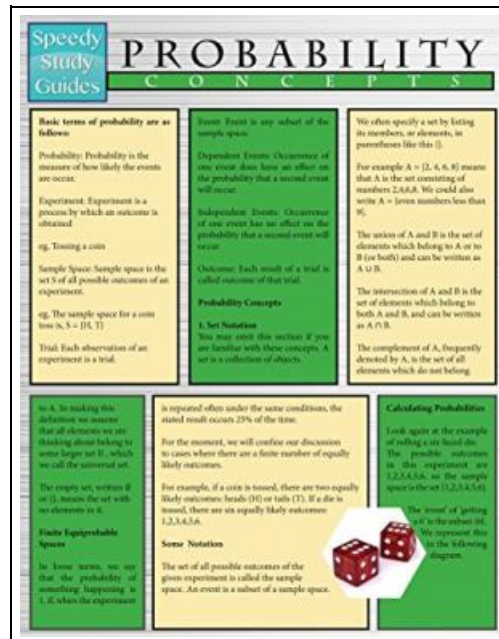 Speedy
Study
Guides
PROBABILITY
CONCEPTS
Basic terms of probability are as
follows:
Probability: Probability is the
measure of how likely the events
are occur.
Experiment: Experiment is a
process by which an outcome is
obtained
eg. Tossing a coin
Sample Space: Sample space is the
set S of all possible outcomes of an
experiment.
eg. The sample space for a coin
toss is, S = {H, T}
Trial: Each observation of an
experiment is a trial.
Event: Event is any subset of the
sample space.
Dependent Events: Occurrence
of one event does have an effect on
the probability that a second event
will occur.
Independent Events: Occurrence
of one event has no effect on the
probability that a second event will
occur
Outcome: Each result of a trial is
called outcome of that trial.
Probability Concepts
1. Set Notation
You may omit this section if you
are familiar with these concepts. A
set is a collection of objects.
We often specify a set by listing
its members, or elements, in
parentheses like this {}.
For example A = {2, 4, 6, 8} means
that A is the set consisting of
numbers 2,4,6,8. We could also
write A = {even numbers less than
9}.
The union of A and B is the set of
elements which belong to A or to
B (or both) and can be written as
A ∪ B.
The intersection of A and B is the
set of elements which belong to
both A and B, and can be written
as A ∩ B.
The complement of A, frequently
denoted by A, is the set of all
elements which do not belong
to A. In making this
definition we assume
that all elements we are
thinking about belong to
some larger set U, which
we call the universal set.
The empty set, written
or {}, means the set with
no elements in it.
Finite Equiprobable
Spaces
In loose terms, we say
that the probability of
something happening is
1, if, when the experiment
is repeated often under the same conditions, the
stated result occurs 25% of the time.
For the moment, we will confine our discussion
to cases where there are a finite number of equally
likely outcomes.
For example, if a coin is tossed, there are two equally
likely outcomes: heads (H) or tails (T). If a die is
tossed, there are six equally likely outcomes:
1,2,3,4,5,6.
Some Notation
The set of all possible outcomes of the
given experiment is called the sample
space. An event is a subset of a sample space.
Calculating Probabilities
Look again at the example
of rolling a six faced die.
The possible outcomes
in this experiment are
1,2,3,4,5,6, so the sample
space is the set {1,2,3,4,5,6}.
The 'event' of 'getting
a 6' is the subset {6}.
We represent this
in the following
diagram.